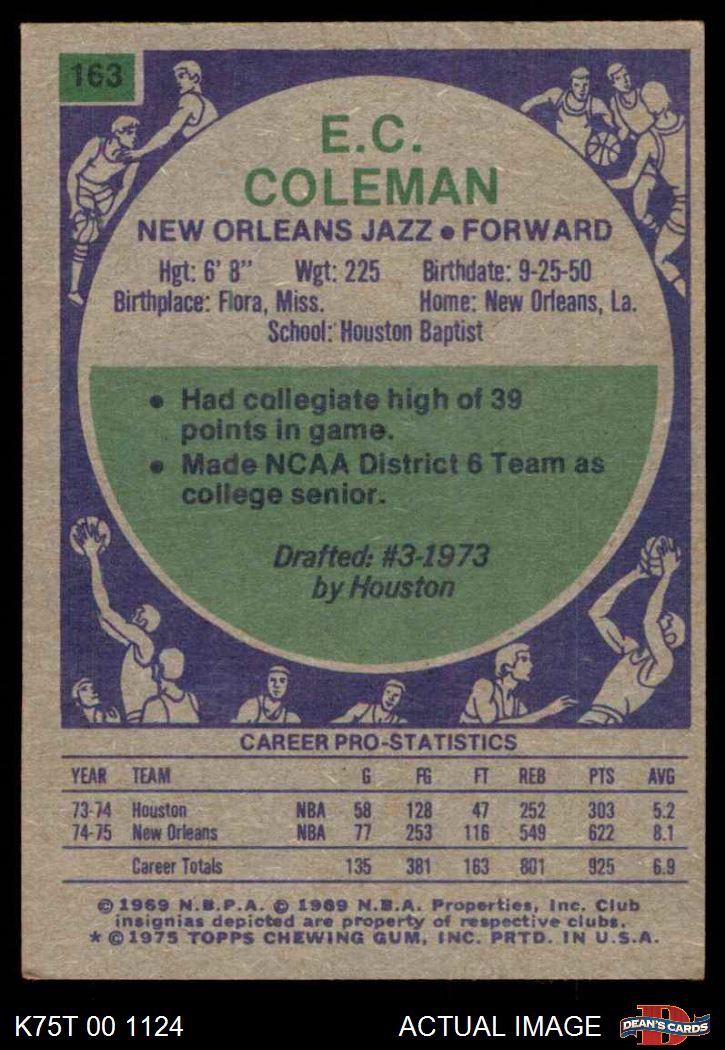 163
E.C.
COLEMAN
NEW ORLEANS JAZZ • FORWARD
Hgt: 6' 8" Wgt: 225 Birthdate: 9-25-50
Birthplace: Flora, Miss. Home: New Orleans, La.
School: Houston Baptist
• Had collegiate high of 39
points in game.
• Made NCAA District 6 Team as
college senior.
Drafted: #3-1973
by Houston
CAREER PRO-STATISTICS
YEAR TEAM G FG FT REB PTS AVG
73-74 Houston NBA 58 128 47 252 303 5.2
74-75 New Orleans NBA 77 253 116 549 622 8.1
Career Totals 135 381 163 801 925 6.9
© 1969 N.B.P.A. © 1969 N.B.A. Properties, Inc. Club
insignias depicted are property of respective clubs.
* © 1975 TOPPS CHEWING GUM, INC. PRTD. IN U.S.A.
K75T 00 1124 ACTUAL IMAGE DEAN'S CARDS